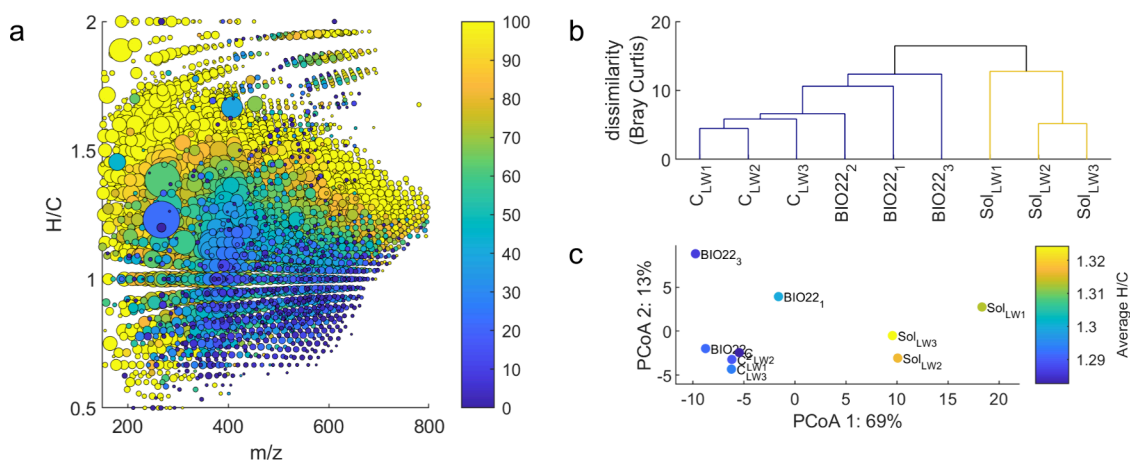 a
H/C
2
1.5
1
0.5
200
400
600
800
m/z
100
90
80
70
60
50
40
30
20
10
0
b
dissimilarity
(Bray Curtis)
20
10
0
C_LW1
C_LW2
C_LW3
BIO22_2
BIO22_1
BIO22_3
Sol_LW1
Sol_LW2
Sol_LW3
c
PCoA 2: 13%
5
0
-5
BIO22_3
BIO22_1
Sol_LW1
Sol_LW3
Sol_LW2
BIO22
C
C_LW2
C_LW1
LW3
-10
-5
0
5
10
15
20
PCoA 1: 69%
1.32
1.31
1.3
1.29
Average H/C